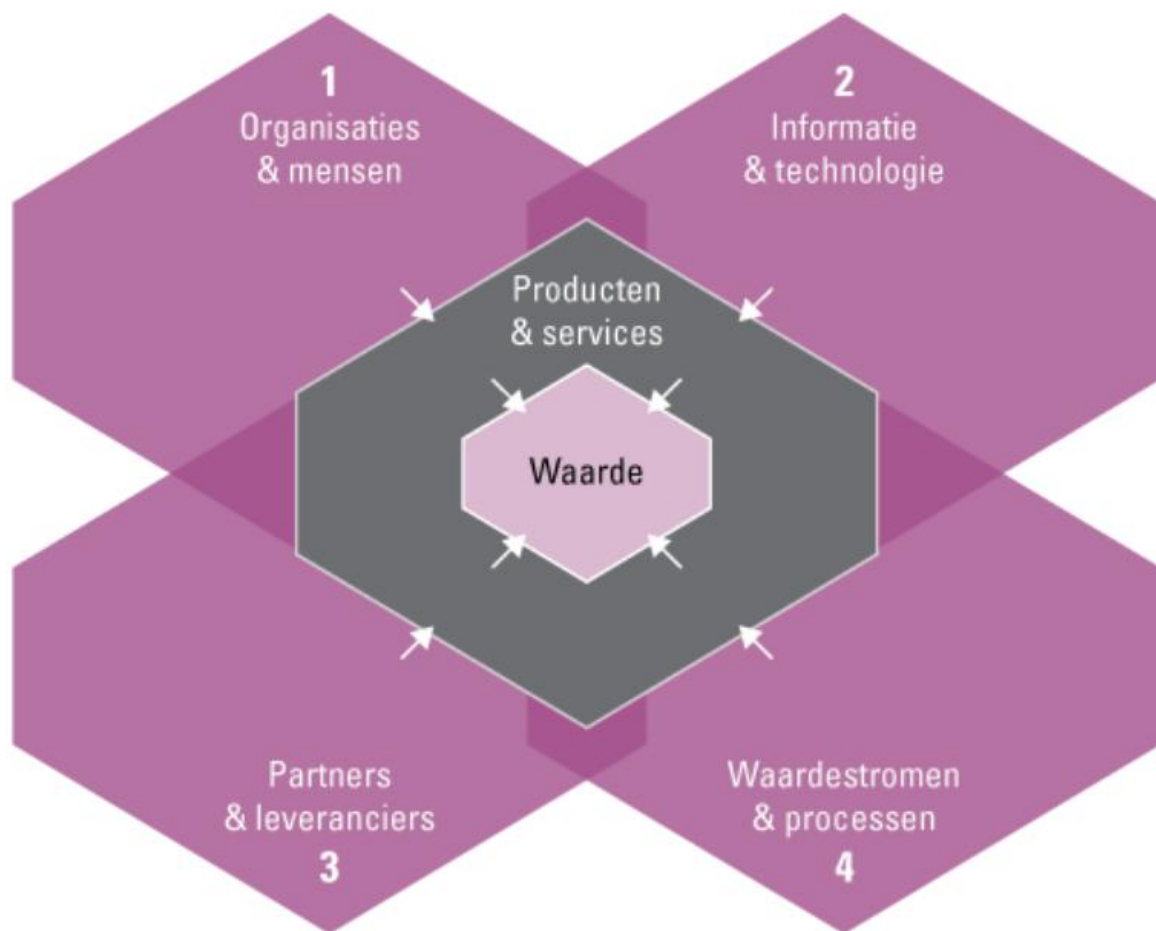 1
Organisaties
& mensen
2
Informatie
& technologie
Producten
& services
Waarde
Partners
& leveranciers
3
Waardestromen
& processen
4